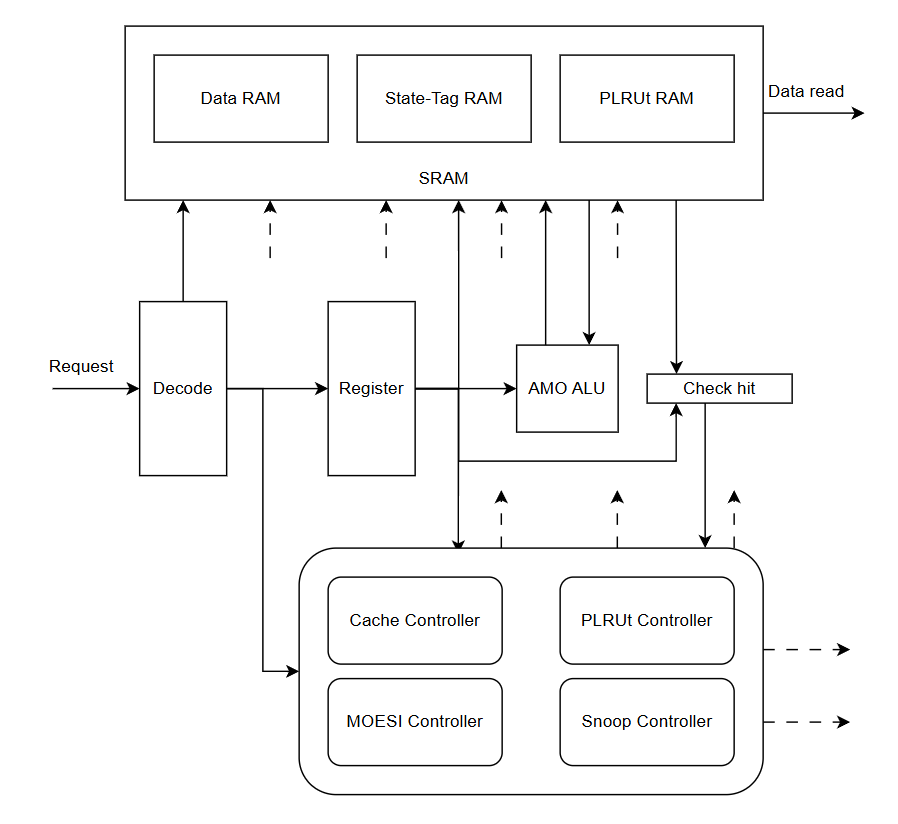 Data RAM
State-Tag RAM
PLRUt RAM
Data read
SRAM
Request
Decode
Register
AMO ALU
Check hit
Cache Controller
PLRUt Controller
MOESI Controller
Snoop Controller